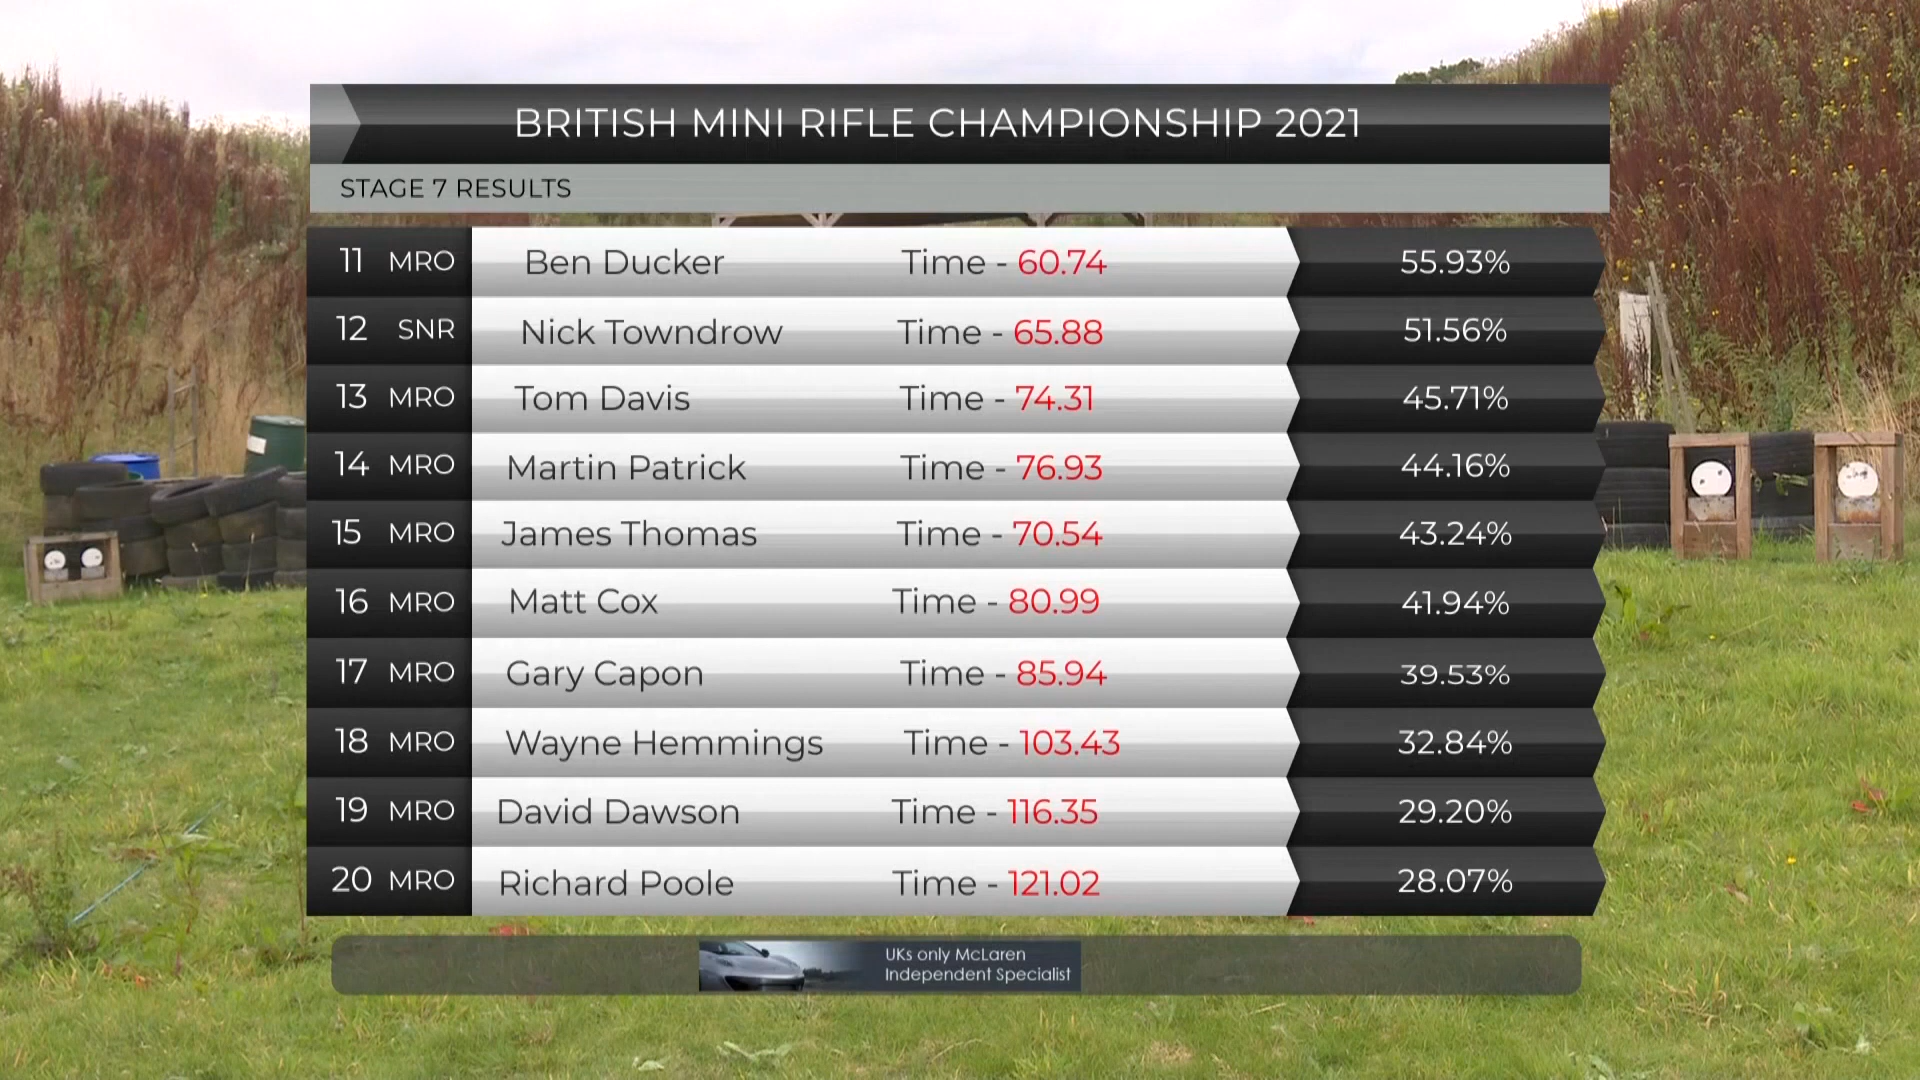 BRITISH MINI RIFLE CHAMPIONSHIP 2021
STAGE 7 RESULTS
11 MRO Ben Ducker Time - 60.74 55.93%
12 SNR Nick Towndrow Time - 65.88 51.56%
13 MRO Tom Davis Time - 74.31 45.71%
14 MRO Martin Patrick Time - 76.93 44.16%
15 MRO James Thomas Time - 70.54 43.24%
16 MRO Matt Cox Time - 80.99 41.94%
17 MRO Gary Capon Time - 85.94 39.53%
18 MRO Wayne Hemmings Time - 103.43 32.84%
19 MRO David Dawson Time - 116.35 29.20%
20 MRO Richard Poole Time - 121.02 28.07%
UKs only McLaren
Independent Specialist